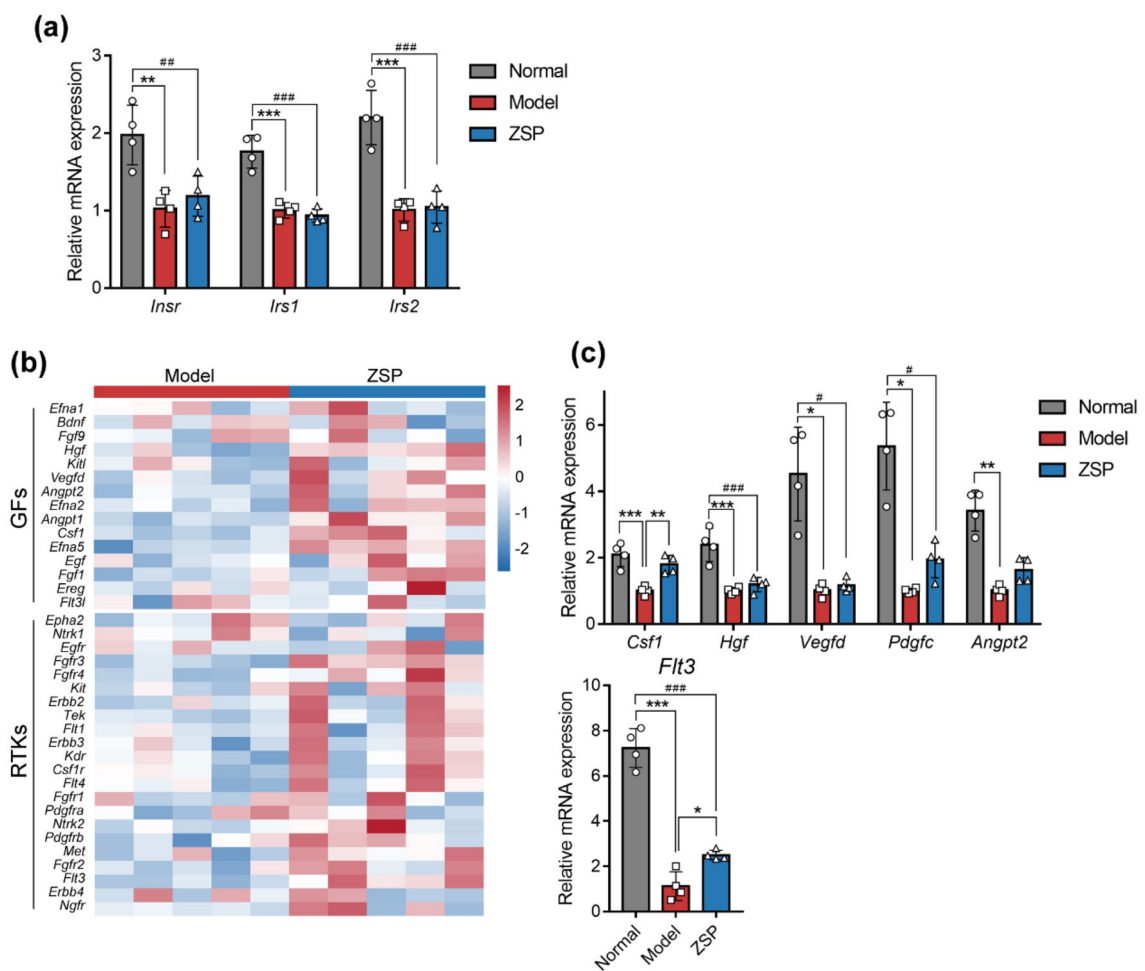 (a)
Relative mRNA expression
3
2
1
0
##
**
###
***
###
***
Insr
Irs1
Irs2
Normal
Model
ZSP
(b)
Model
ZSP
GFs
Efna1
Bdnf
Fgf9
Hgf
Kitl
Vegfd
Angpt2
Efna2
Angpt1
Csf1
Efna5
Egf
Fgf1
Ereg
Flt3l
RTKs
Epha2
Ntrk1
Egfr
Fgfr3
Fgfr4
Kit
Erbb2
Tek
Flt1
Erbb3
Kdr
Csf1r
Flt4
Fgfr1
Pdgfra
Ntrk2
Pdgfrb
Met
Fgfr2
Flt3
Erbb4
Ngfr
2
1
0
-1
-2
(c)
Relative mRNA expression
6
4
2
0
***
**
###
***
#
*
#
*
**
Csf1
Hgf
Vegfd
Pdgfc
Angpt2
Normal
Model
ZSP
Flt3
Relative mRNA expression
10
8
6
4
2
0
###
***
*
Normal
Model
ZSP